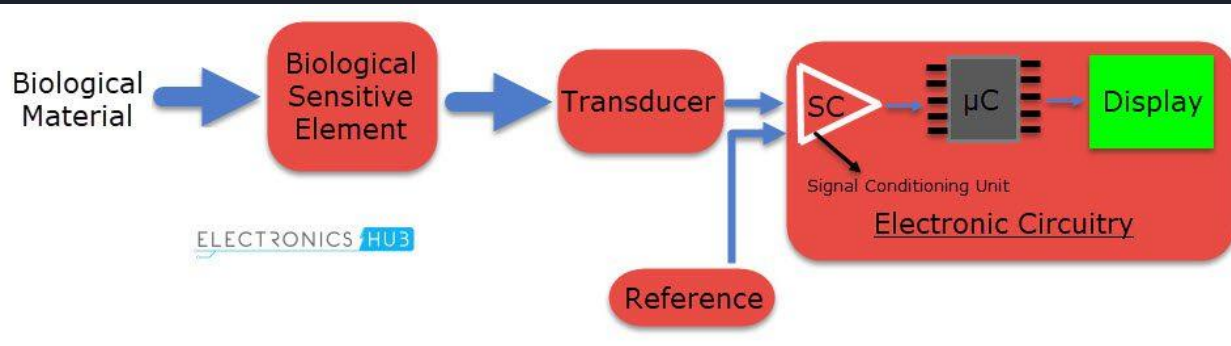 Biological
Material
Biological
Sensitive
Element
Transducer
SC
µC
Display
Signal Conditioning Unit
Electronic Circuitry
ELECTRONICS HUB
Reference